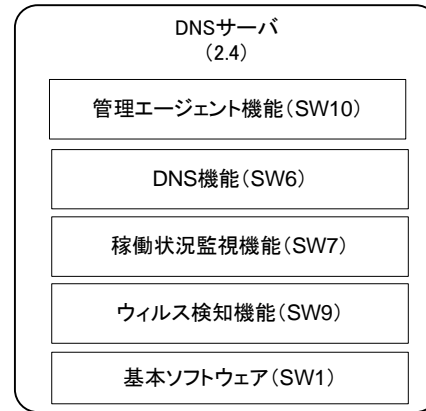 DNSサーバ
(2.4)
管理エージェント機能(SW10)
DNS機能(SW6)
稼働状況監視機能(SW7)
ウィルス検知機能(SW9)
基本ソフトウェア(SW1)